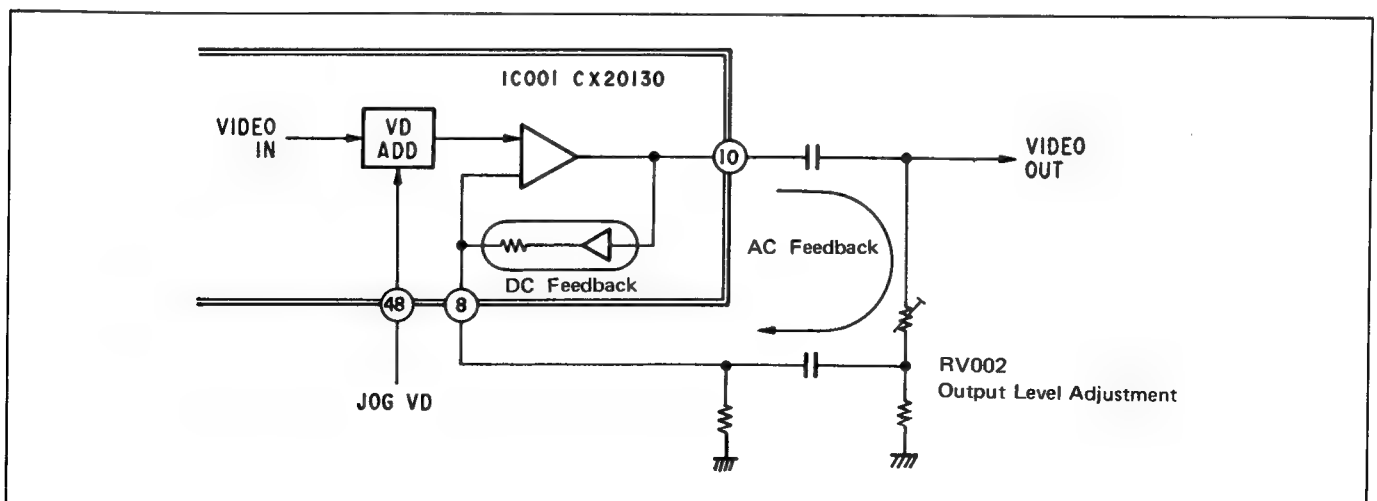 IC001 CX20130
VIDEO
IN
VD
ADD
10
VIDEO
OUT
AC Feedback
DC Feedback
48
8
JOG VD
RV002
Output Level Adjustment